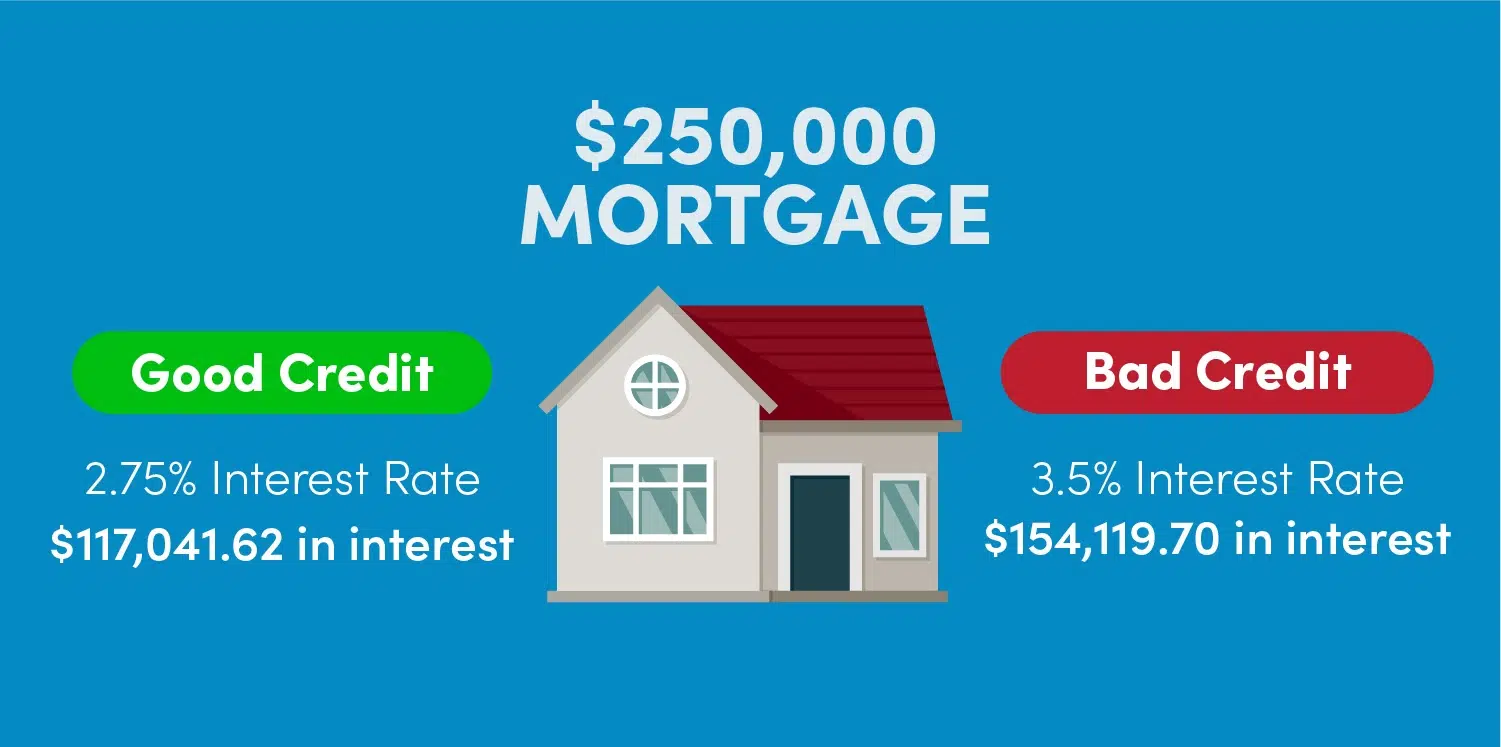 $250,000
MORTGAGE
Good Credit
2.75% Interest Rate
$117,041.62 in interest
Bad Credit
3.5% Interest Rate
$154,119.70 in interest